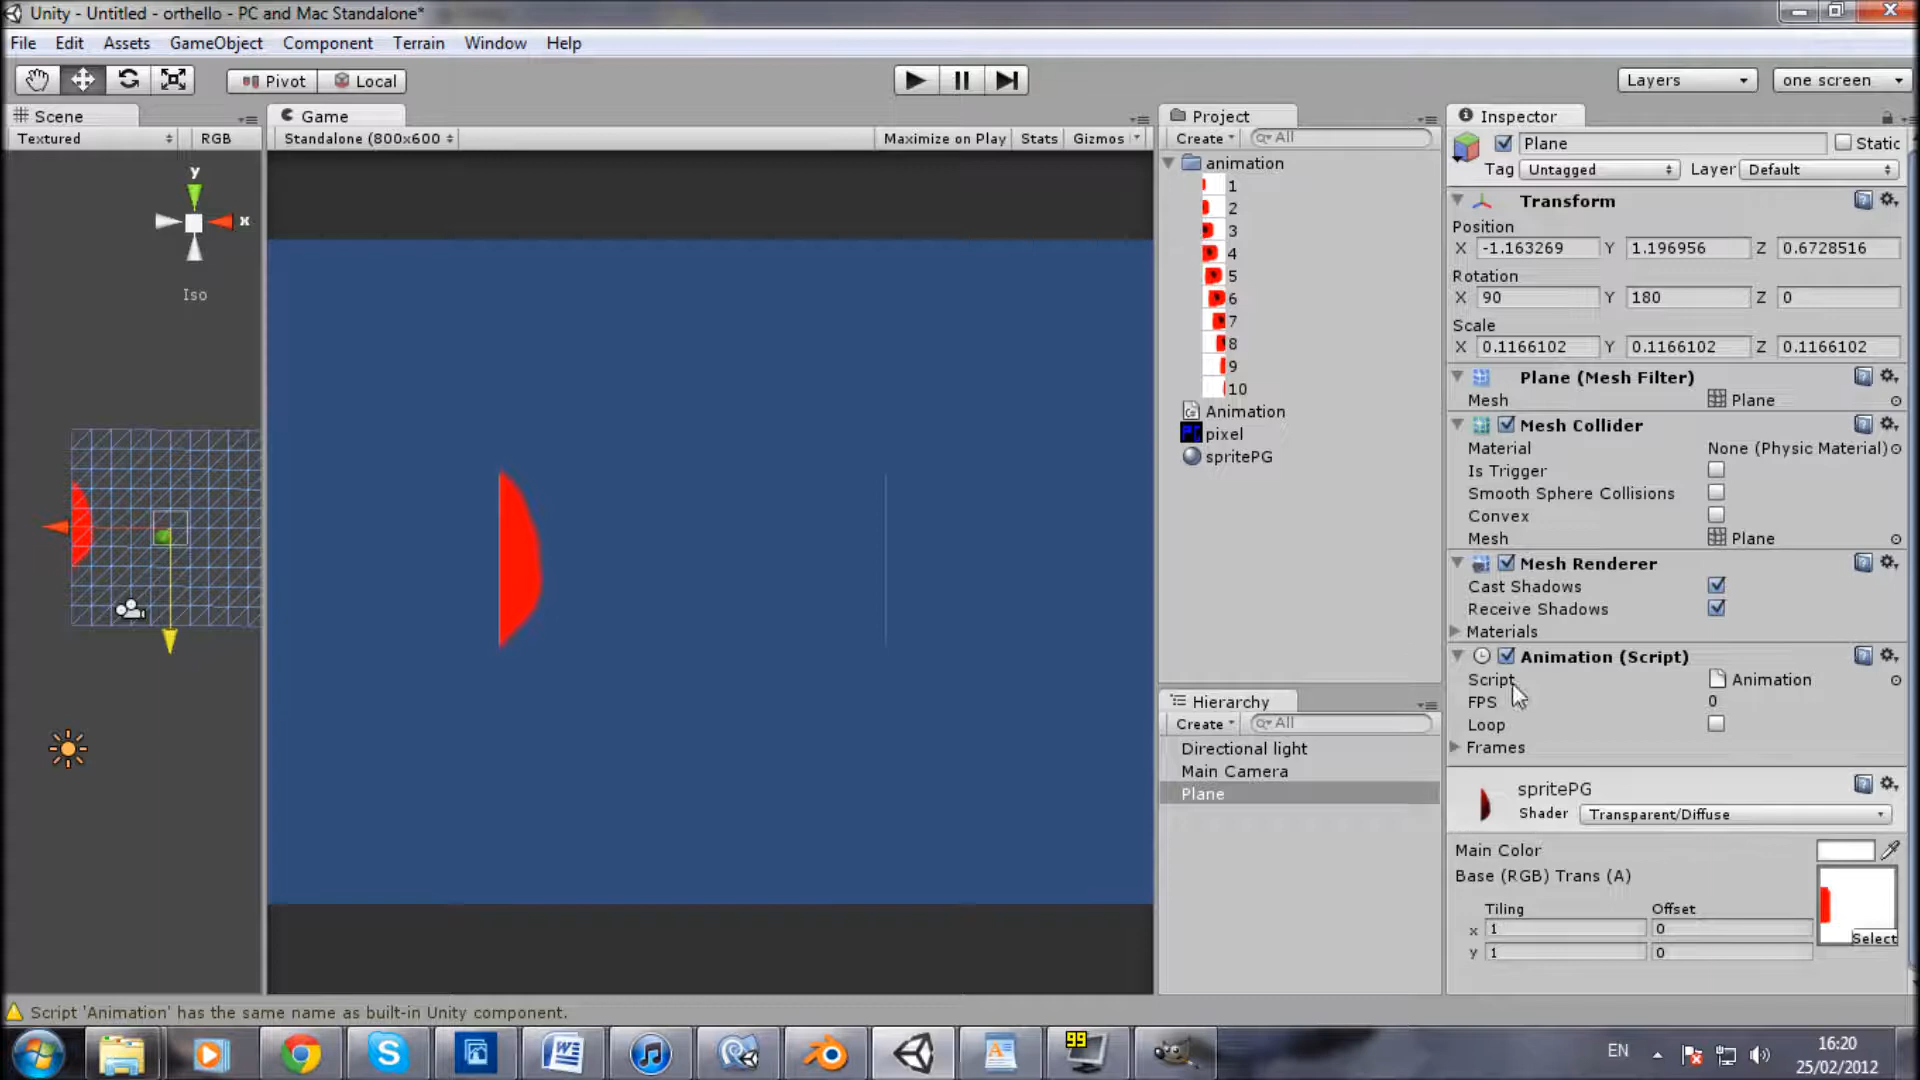 Unity - Untitled - orthello - PC and Mac Standalone*
File Edit Assets GameObject Component Terrain Window Help
Pivot Local Layers one screen
Scene
Textured RGB
y
x
Iso
Game
Standalone (800x600 Maximize on Play Stats Gizmos
Project
Create All
animation
1
2
3
4
5
6
7
8
9
10
Animation
pixel
spritePG
Hierarchy
Create All
Directional light
Main Camera
Plane
Inspector
Plane Static
Tag Untagged Layer Default
Transform
Position
X -1.163269 Y 1.196956 Z 0.6728516
Rotation
X 90 Y 180 Z 0
Scale
X 0.1166102 Y 0.1166102 Z 0.1166102
Plane (Mesh Filter)
Mesh Plane
Mesh Collider
Material None (Physic Material)
Is Trigger
Smooth Sphere Collisions
Convex
Mesh Plane
Mesh Renderer
Cast Shadows
Receive Shadows
Materials
Animation (Script)
Script Animation
FPS 0
Loop
Frames
spritePG
Shader Transparent/Diffuse
Main Color
Base (RGB) Trans (A)
Tiling Offset
x 1 0
y 1 0
Select
Script 'Animation' has the same name as built-in Unity component.
99
EN
16:20
25/02/2012